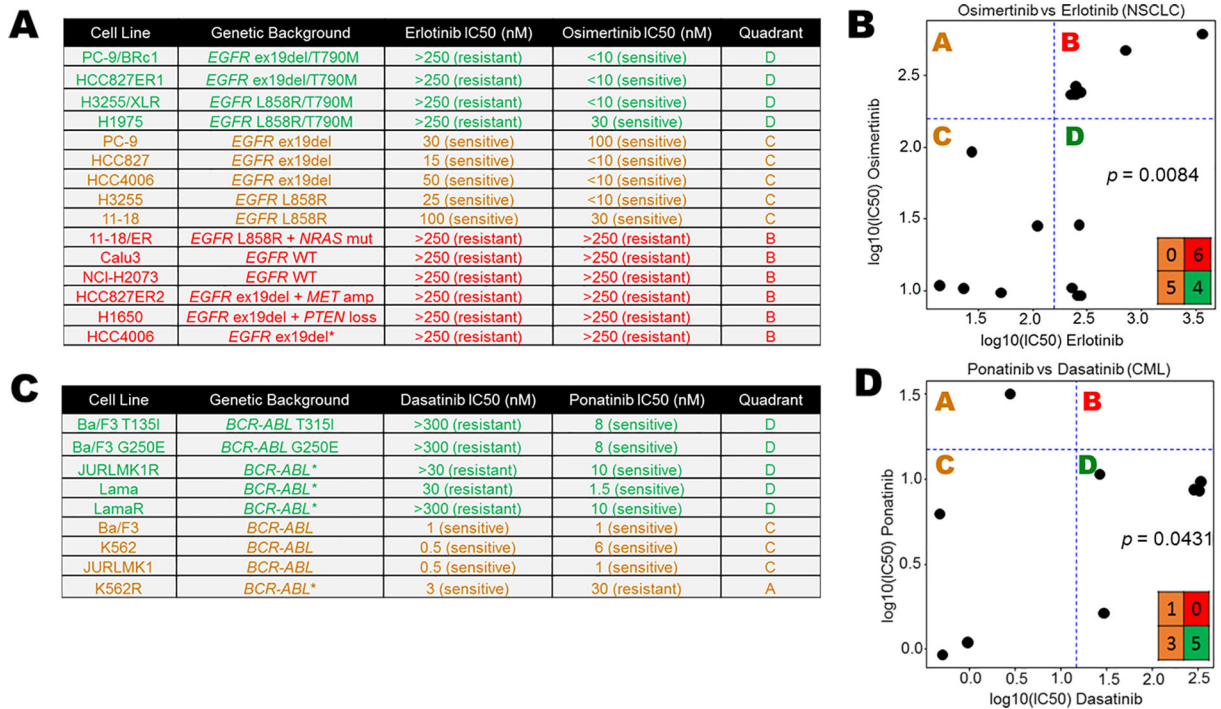 A
Cell Line Genetic Background Erlotinib IC50 (nM) Osimertinib IC50 (nM) Quadrant
PC-9/BRc1 EGFR ex19del/T790M >250 (resistant) <10 (sensitive) D
HCC827ER1 EGFR ex19del/T790M >250 (resistant) <10 (sensitive) D
H3255/XLR EGFR L858R/T790M >250 (resistant) <10 (sensitive) D
H1975 EGFR L858R/T790M >250 (resistant) 30 (sensitive) D
PC-9 EGFR ex19del 30 (sensitive) 100 (sensitive) C
HCC827 EGFR ex19del 15 (sensitive) <10 (sensitive) C
HCC4006 EGFR ex19del 50 (sensitive) <10 (sensitive) C
H3255 EGFR L858R 25 (sensitive) <10 (sensitive) C
11-18 EGFR L858R 100 (sensitive) 30 (sensitive) C
11-18/ER EGFR L858R + NRAS mut >250 (resistant) >250 (resistant) B
Calu3 EGFR WT >250 (resistant) >250 (resistant) B
NCI-H2073 EGFR WT >250 (resistant) >250 (resistant) B
HCC827ER2 EGFR ex19del + MET amp >250 (resistant) >250 (resistant) B
H1650 EGFR ex19del + PTEN loss >250 (resistant) >250 (resistant) B
HCC4006 EGFR ex19del* >250 (resistant) >250 (resistant) B
B
Osimertinib vs Erlotinib (NSCLC)
A B
C D
log10(IC50) Osimertinib
2.5
2.0
1.5
1.0
p = 0.0084
0 6
5 4
1.5 2.0 2.5 3.0 3.5
log10(IC50) Erlotinib
C
Cell Line Genetic Background Dasatinib IC50 (nM) Ponatinib IC50 (nM) Quadrant
Ba/F3 T135I BCR-ABL T315I >300 (resistant) 8 (sensitive) D
Ba/F3 G250E BCR-ABL G250E >300 (resistant) 8 (sensitive) D
JURLMK1R BCR-ABL* >30 (resistant) 10 (sensitive) D
Lama BCR-ABL* 30 (resistant) 1.5 (sensitive) D
LamaR BCR-ABL* >300 (resistant) 10 (sensitive) D
Ba/F3 BCR-ABL 1 (sensitive) 1 (sensitive) C
K562 BCR-ABL 0.5 (sensitive) 6 (sensitive) C
JURLMK1 BCR-ABL 0.5 (sensitive) 1 (sensitive) C
K562R BCR-ABL* 3 (sensitive) 30 (resistant) A
D
Ponatinib vs Dasatinib (CML)
A B
C D
log10(IC50) Ponatinib
1.5
1.0
0.5
0.0
p = 0.0431
1 0
3 5
0.0 0.5 1.0 1.5 2.0 2.5
log10(IC50) Dasatinib